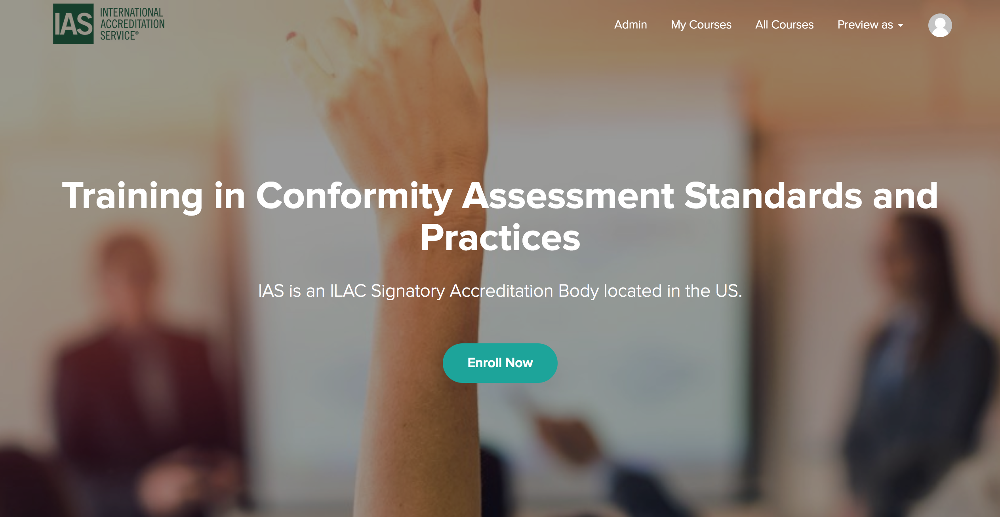 IAS
INTERNATIONAL
ACCREDITATION
SERVICE®
Admin
My Courses
All Courses
Preview as
Training in Conformity Assessment Standards and
Practices
IAS is an ILAC Signatory Accreditation Body located in the US.
Enroll Now